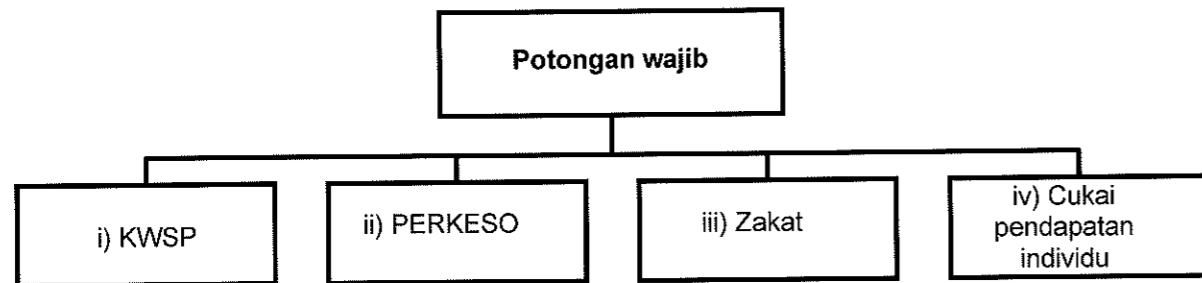 Potongan wajib
i) KWSP
ii) PERKESO
iii) Zakat
iv) Cukai
pendapatan
individu